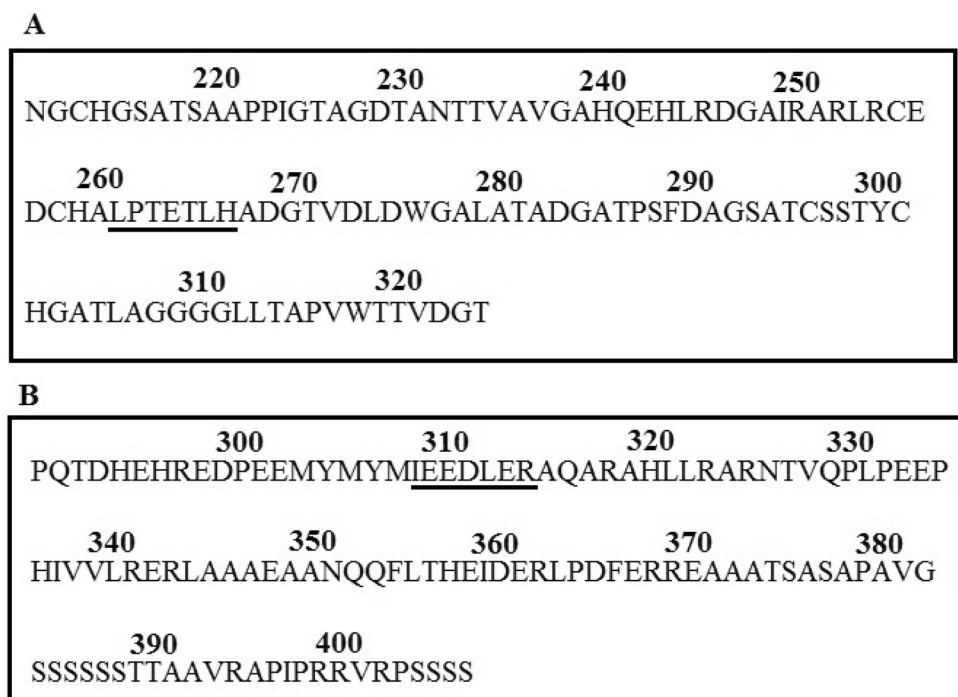 A
220 230 240 250
NGCHGSATSAAPPIGTAGDTANTTVAVGAHQEHLRDGAIRARLRCE
260 270 280 290 300
DCHALPTETLHADGTVDLDWGALATADGATPSFDAGSATCSSTYC
310 320
HGATLAGGGGLLTAPVWTTVDGT
B
300 310 320 330
PQTDHEHREDPEEMYMYMIEEDLERAQARAHLLRARNTVQPLPEEP
340 350 360 370 380
HIVVLRERLAAAEAANQQFLTHEIDERLPDFERREAAATSASAPAVG
390 400
SSSSSSTTAAVRAPIPRRVRPSSSS